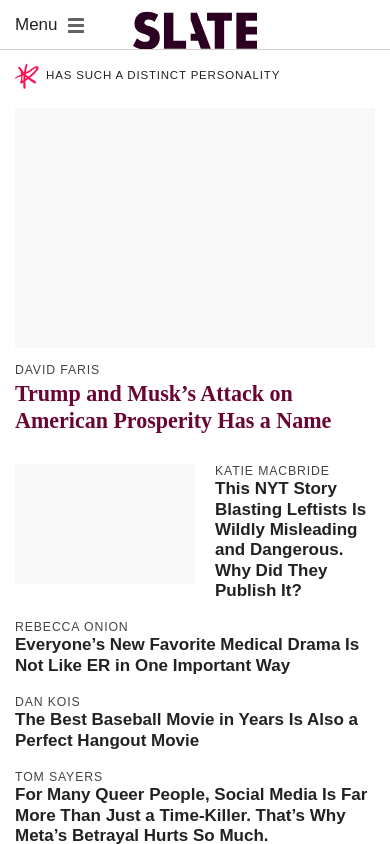 Menu
SLATE
HAS SUCH A DISTINCT PERSONALITY
DAVID FARIS
Trump and Musk’s Attack on
American Prosperity Has a Name
KATIE MACBRIDE
This NYT Story
Blasting Leftists Is
Wildly Misleading
and Dangerous.
Why Did They
Publish It?
REBECCA ONION
Everyone’s New Favorite Medical Drama Is
Not Like ER in One Important Way
DAN KOIS
The Best Baseball Movie in Years Is Also a
Perfect Hangout Movie
TOM SAYERS
For Many Queer People, Social Media Is Far
More Than Just a Time-Killer. That’s Why
Meta’s Betrayal Hurts So Much.